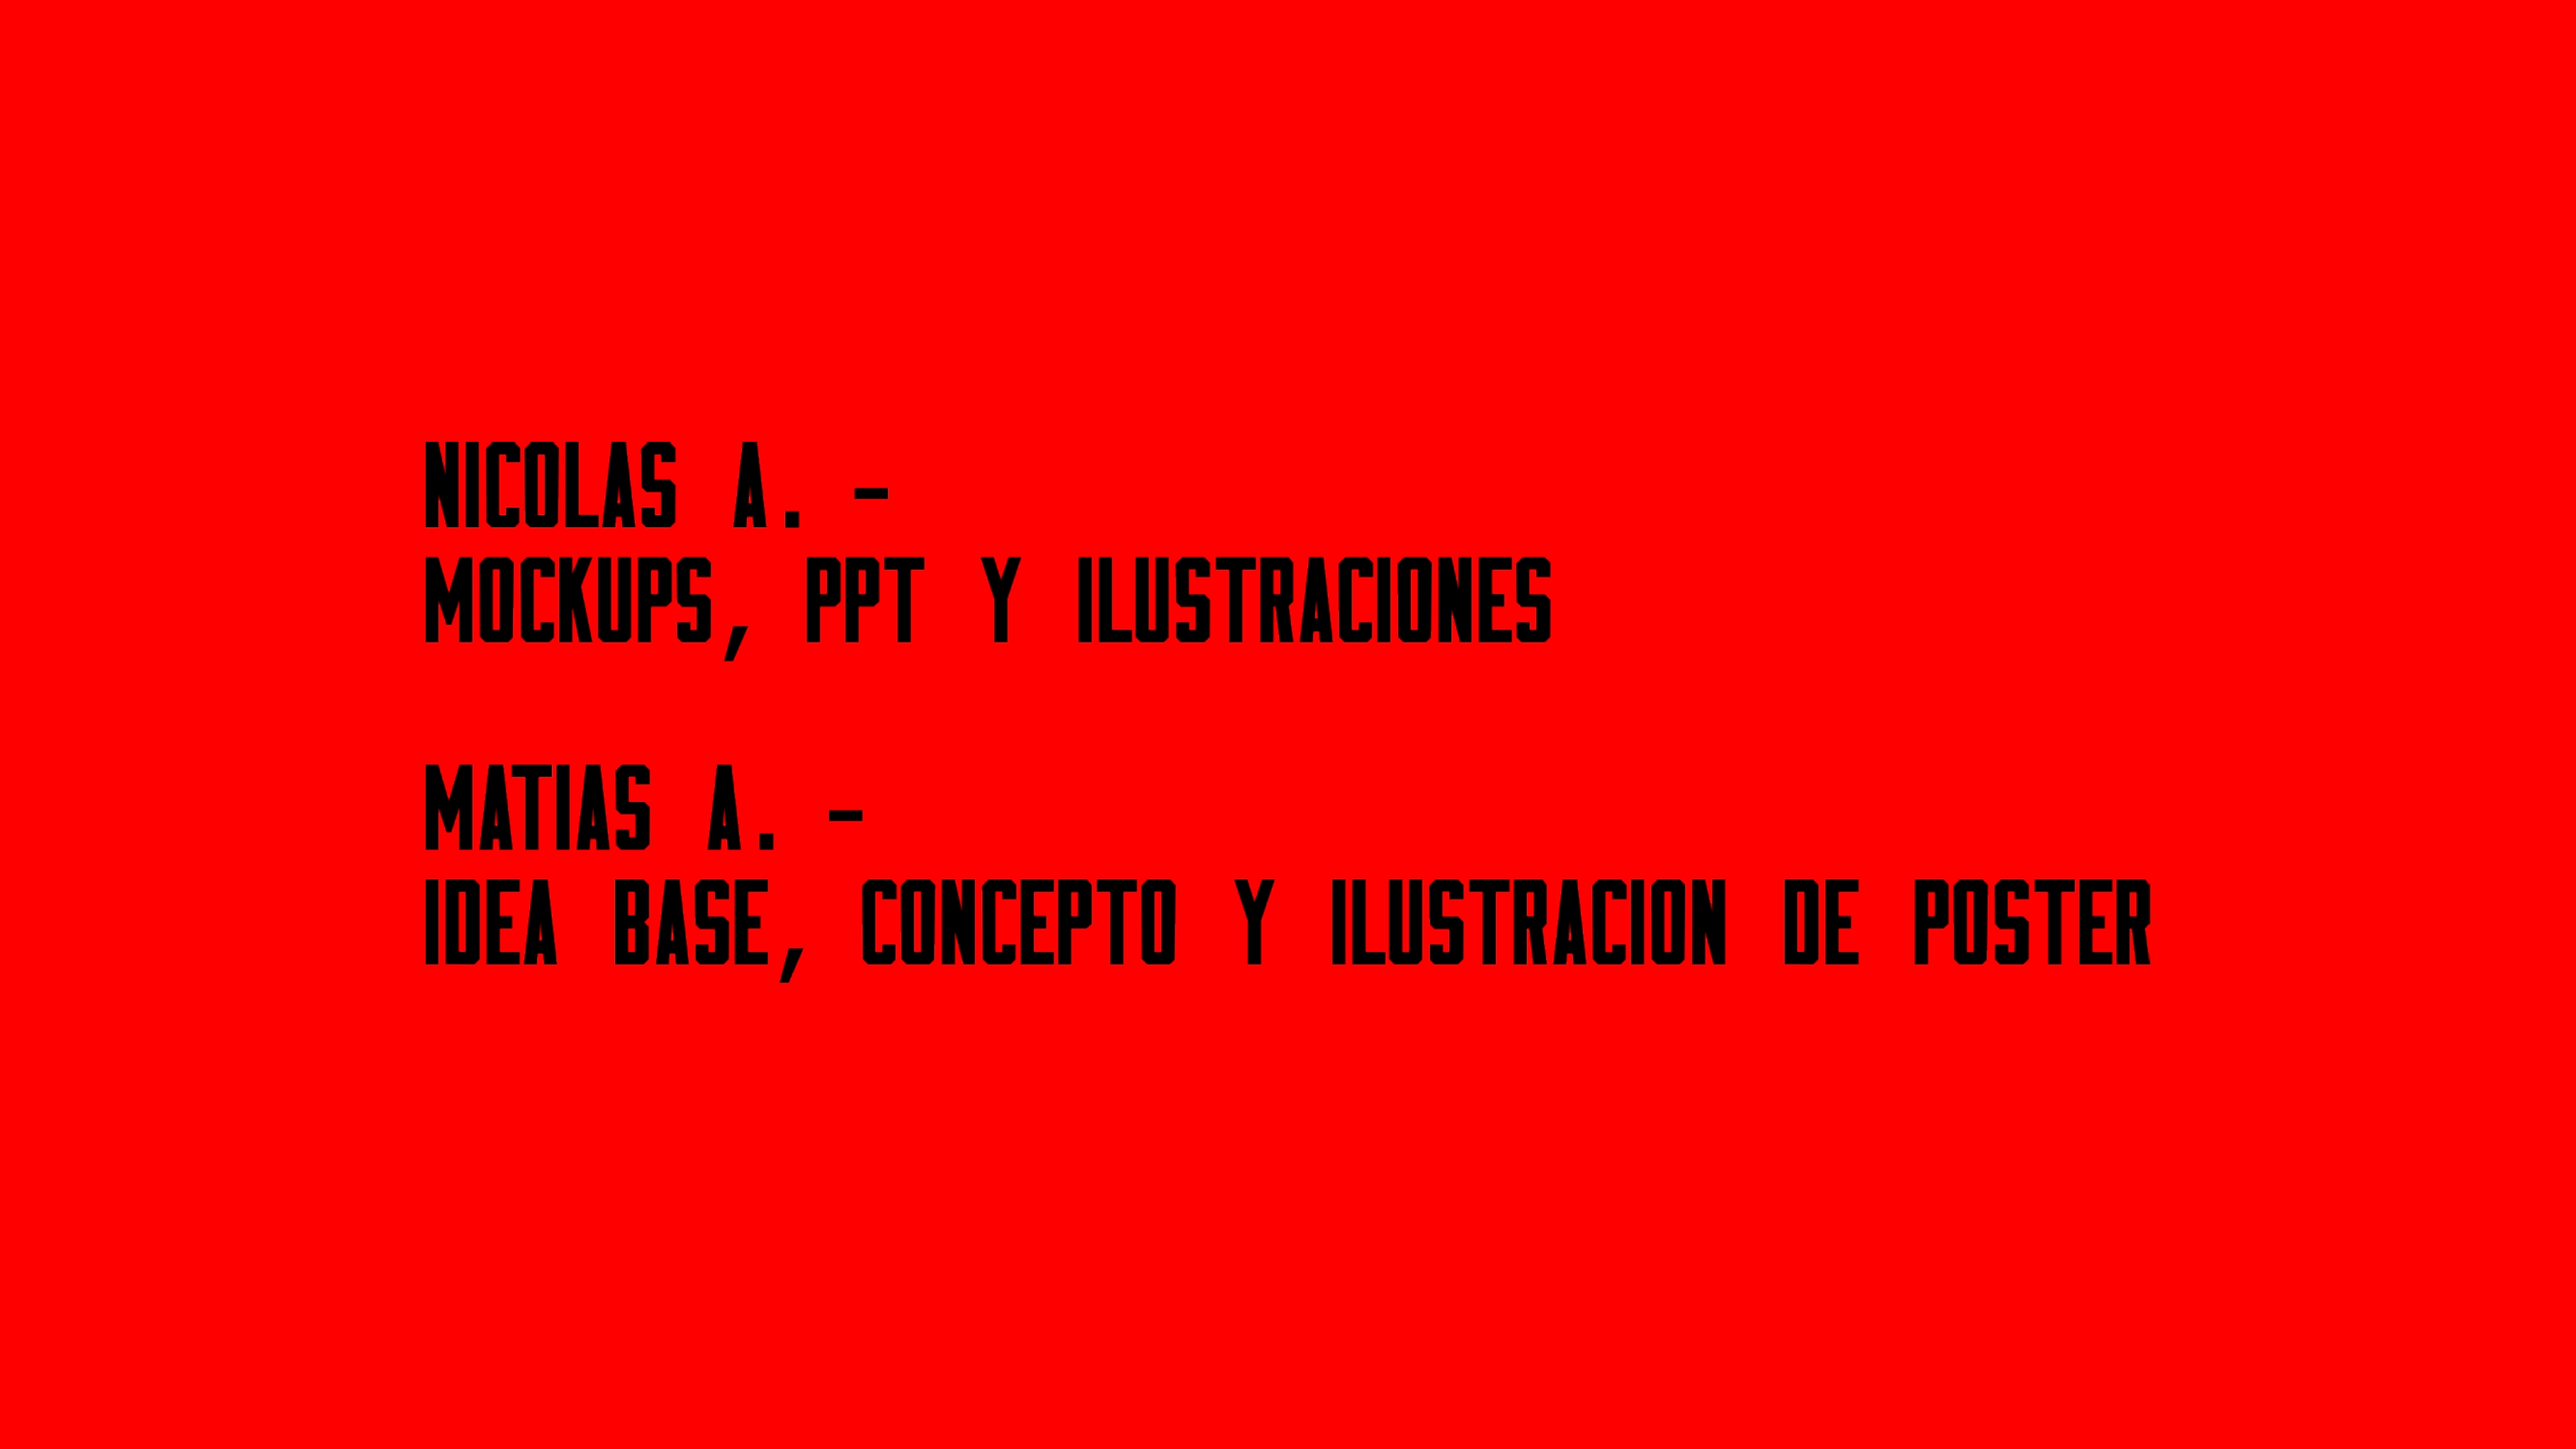 NICOLAS A. -
MOCKUPS, PPT Y ILUSTRACIONES
MATIAS A. -
IDEA BASE, CONCEPTO Y ILUSTRACION DE POSTER